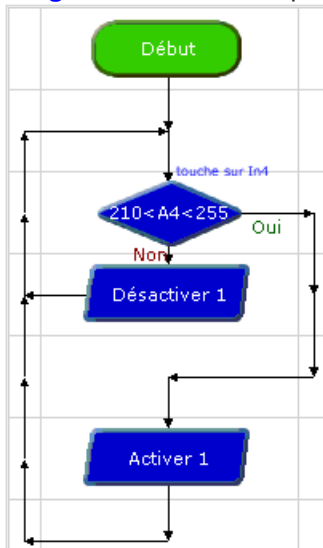 Début
touche sur In4
210<A4<255
Oui
Non
Désactiver 1
Activer 1